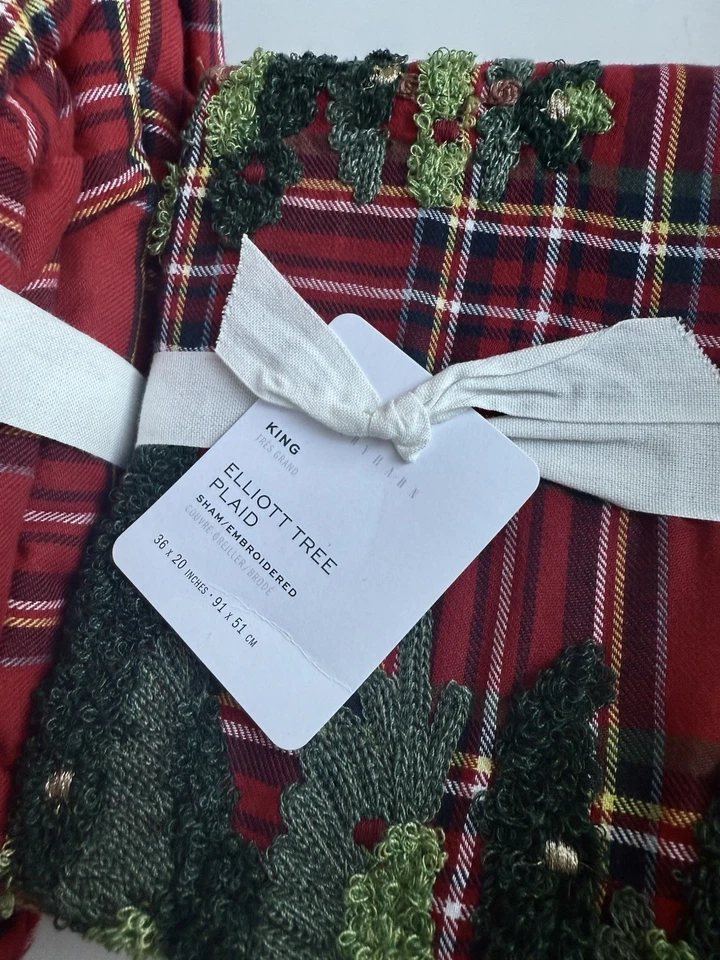 KING
TRÈS GRAND
ELLIOTT TREE
PLAID
SHAM/EMBROIDERED
COUVRE-OREILLER/BRODÉ
36 x 20 INCHES • 91 x 51 CM